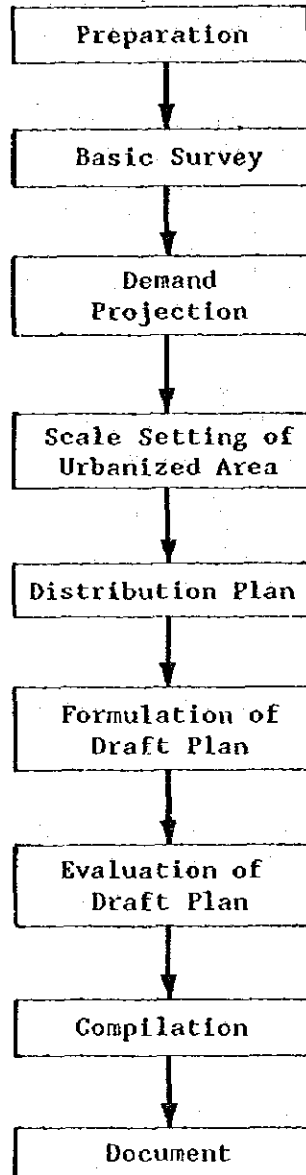 Preparation
Basic Survey
Demand
Projection
Scale Setting of
Urbanized Area
Distribution Plan
Formulation of
Draft Plan
Evaluation of
Draft Plan
Compilation
Document